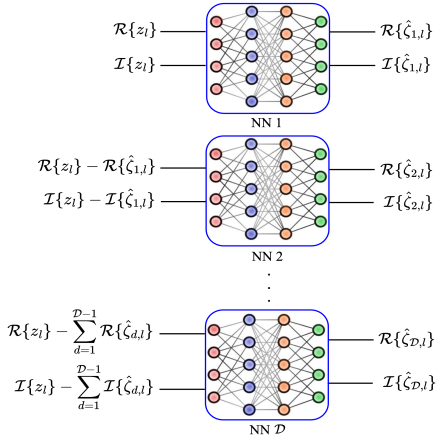 ℛ{z_l} ℛ{ζ̂_{1,l}}
ℐ{z_l} ℐ{ζ̂_{1,l}}
NN 1
ℛ{z_l} − ℛ{ζ̂_{1,l}} ℛ{ζ̂_{2,l}}
ℐ{z_l} − ℐ{ζ̂_{1,l}} ℐ{ζ̂_{2,l}}
NN 2
⋮
ℛ{z_l} − ∑_{d=1}^{𝒟−1} ℛ{ζ̂_{d,l}} ℛ{ζ̂_{𝒟,l}}
ℐ{z_l} − ∑_{d=1}^{𝒟−1} ℐ{ζ̂_{d,l}} ℐ{ζ̂_{𝒟,l}}
NN 𝒟